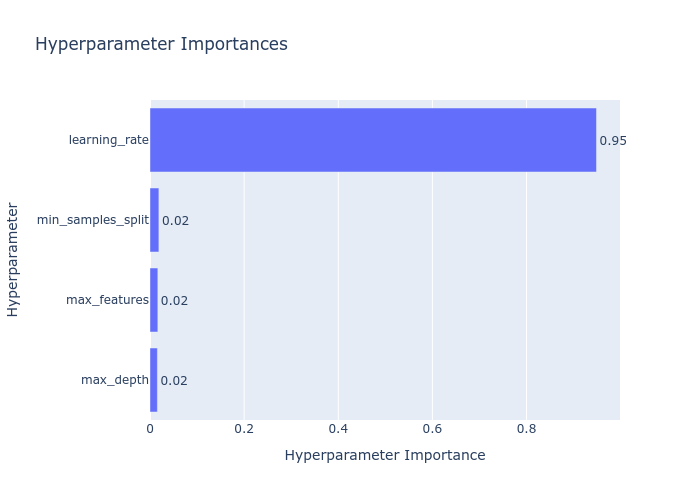 Hyperparameter Importances
Hyperparameter
learning_rate
0.95
min_samples_split
0.02
max_features
0.02
max_depth
0.02
0
0.2
0.4
0.6
0.8
Hyperparameter Importance